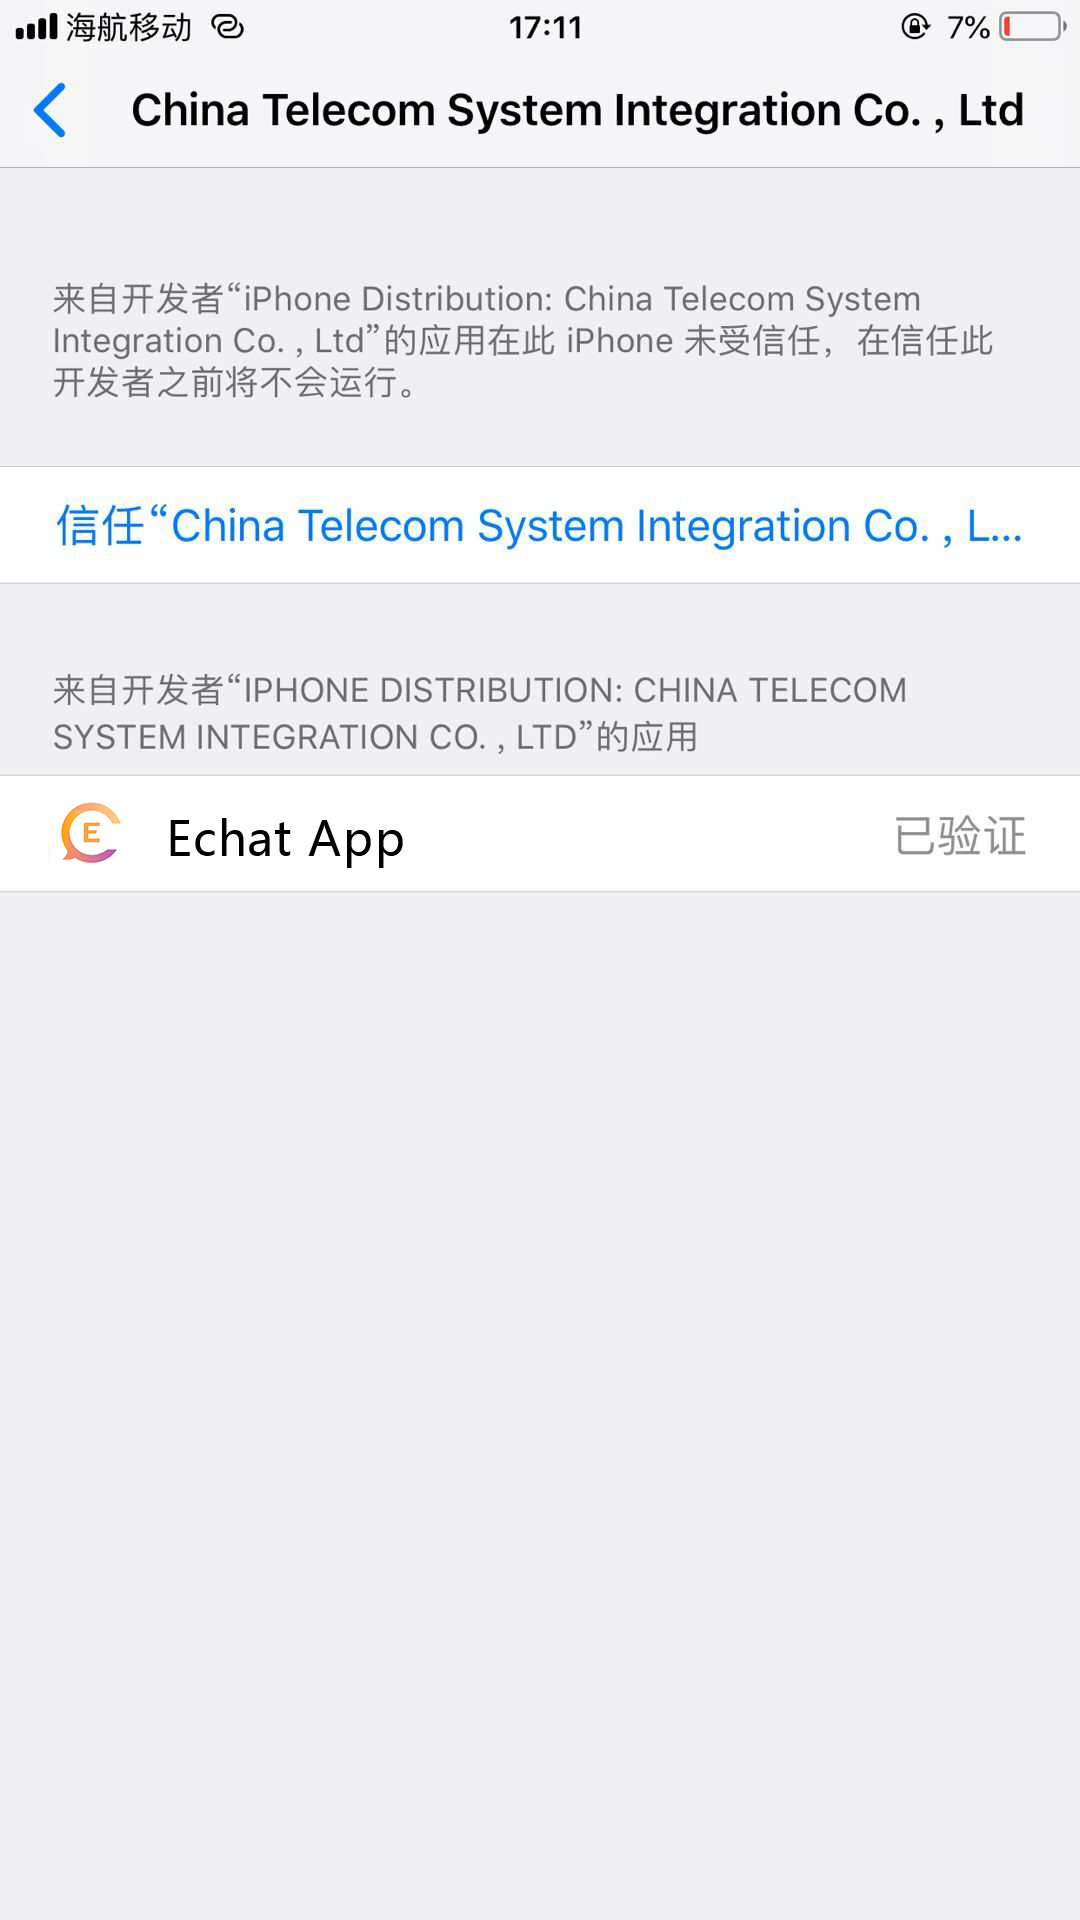 海航移动 17:11 7%
China Telecom System Integration Co. , Ltd
来自开发者“iPhone Distribution: China Telecom System
Integration Co. , Ltd”的应用在此 iPhone 未受信任，在信任此
开发者之前将不会运行。
信任“China Telecom System Integration Co. , L...
来自开发者“IPHONE DISTRIBUTION: CHINA TELECOM
SYSTEM INTEGRATION CO. , LTD”的应用
E Echat App 已验证